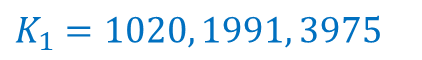 K₁ = 1020, 1991, 3975